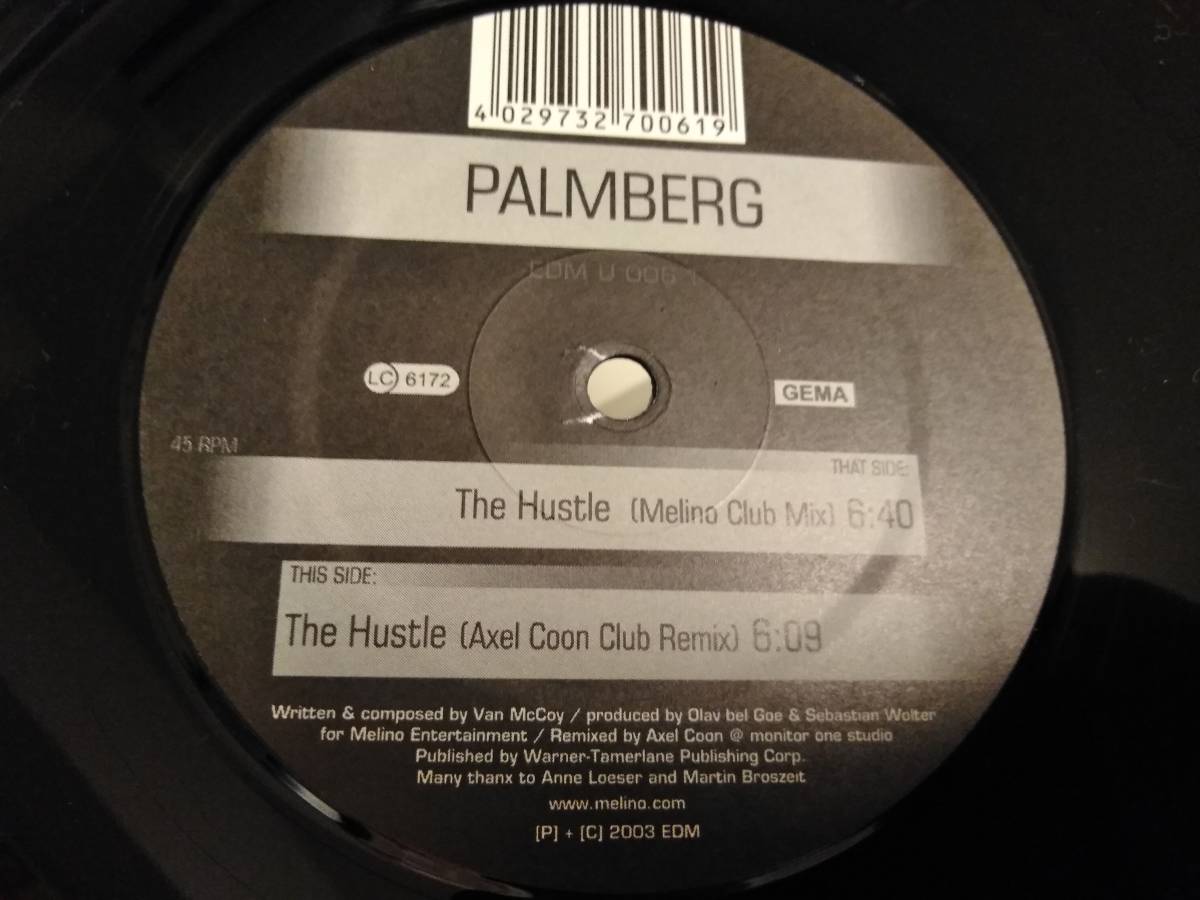 4 029732 700619
PALMBERG
EDM U 006 1
LC 6172
GEMA
45 RPM
THAT SIDE:
The Hustle (Melino Club Mix) 6:40
THIS SIDE:
The Hustle (Axel Coon Club Remix) 6:09
Written & composed by Van McCoy / produced by Olav bel Goe & Sebastian Wolter
for Melino Entertainment / Remixed by Axel Coon @ monitor one studio
Published by Warner-Tamerlane Publishing Corp.
Many thanx to Anne Loeser and Martin Broszeit
www.melino.com
[P] + [C] 2003 EDM